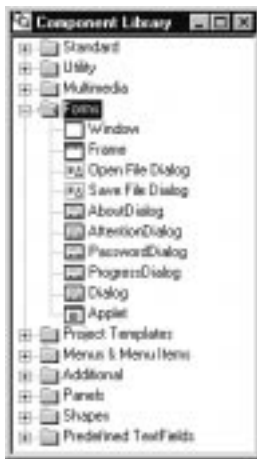 Component Library
Standard
Utility
Multimedia
Forms
Window
Frame
Open File Dialog
Save File Dialog
AboutDialog
AttentionDialog
PasswordDialog
ProgressDialog
Dialog
Applet
Project Templates
Menus & Menu Items
Additional
Panels
Shapes
Predefined TextFields